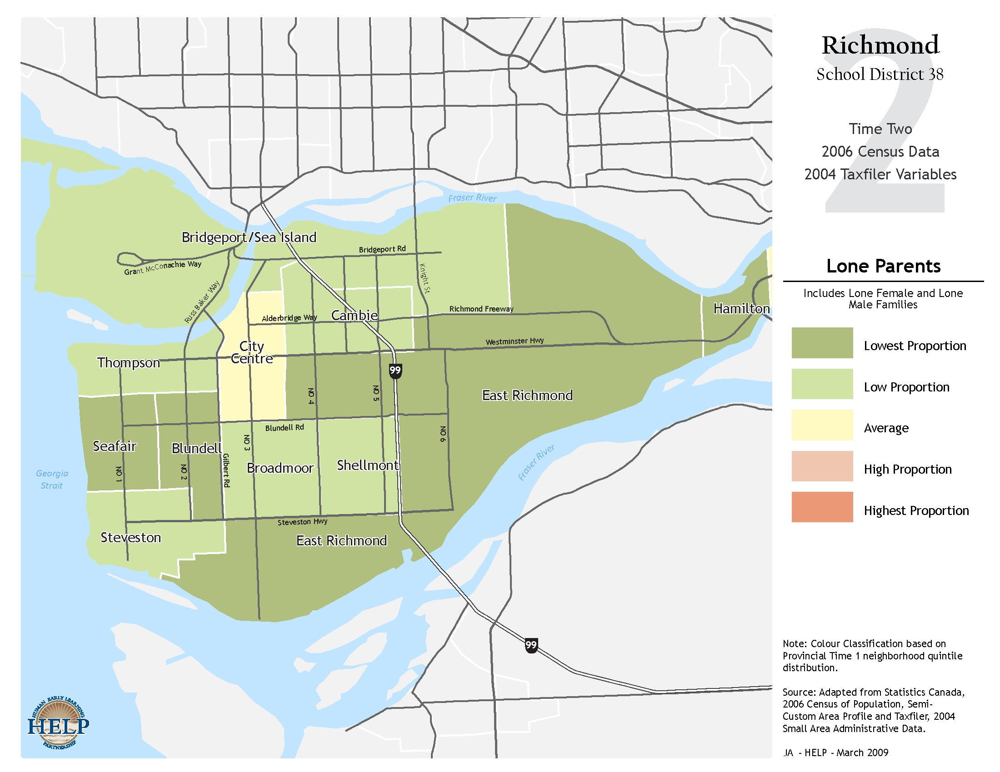 Richmond
School District 38
2
Time Two
2006 Census Data
2004 Taxfiler Variables
Lone Parents
Includes Lone Female and Lone
Male Families
Lowest Proportion
Low Proportion
Average
High Proportion
Highest Proportion
Note: Colour Classification based on
Provincial Time 1 neighborhood quintile
distribution.
Source: Adapted from Statistics Canada,
2006 Census of Population, Semi-
Custom Area Profile and Taxfiler, 2004
Small Area Administrative Data.
JA - HELP - March 2009
Fraser River
Bridgeport/Sea Island
Bridgeport Rd
Grant McConachie Way
Knight St
Russ Baker Way
Hamilton
Richmond Freeway
Alderbridge Way
Cambie
Westminster Hwy
City
Centre
Thompson
99
NO 4
NO 5
East Richmond
Blundell Rd
NO 3
NO 6
Seafair
Blundell
Gilbert Rd
Broadmoor
Shellmont
Fraser River
Georgia
Strait
NO 1
NO 2
Steveston Hwy
Steveston
East Richmond
99
HUMAN EARLY LEARNING
HELP
PARTNERSHIP